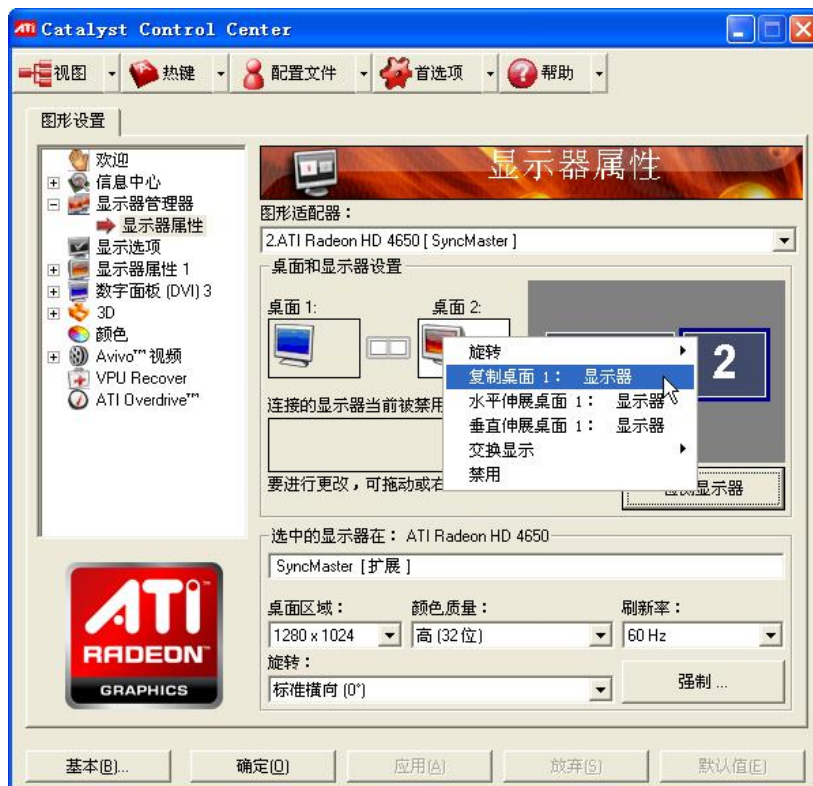 ATI Catalyst Control Center
视图 热键 配置文件 首选项 帮助
图形设置
欢迎
信息中心
显示器管理器
显示器属性
显示选项
显示器属性 1
数字面板 (DVI) 3
3D
颜色
Avivo™ 视频
VPU Recover
ATI Overdrive™
ATI
RADEON
GRAPHICS
显示器属性
图形适配器：
2.ATI Radeon HD 4650 [ SyncMaster ]
桌面和显示器设置
桌面 1: 桌面 2:
2
旋转
复制桌面 1： 显示器
水平伸展桌面 1： 显示器
垂直伸展桌面 1： 显示器
交换显示
禁用
连接的显示器当前被禁用
要进行更改，可拖动或右
显示器
选中的显示器在： ATI Radeon HD 4650
SyncMaster [ 扩展 ]
桌面区域： 颜色质量： 刷新率：
1280 x 1024 高 (32 位) 60 Hz
旋转：
标准横向 (0°) 强制 ...
基本(B)... 确定(O) 应用(A) 放弃(S) 默认值(E)